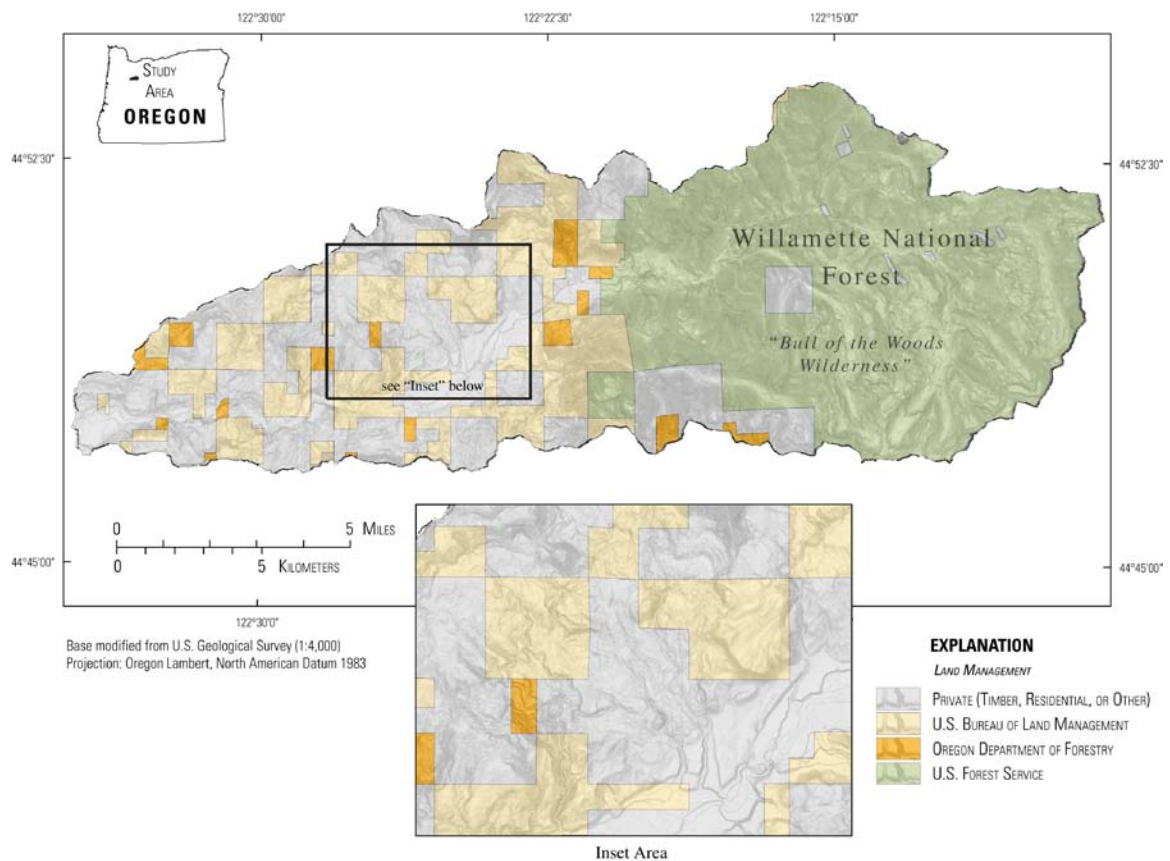 122°30'00"
122°22'30"
122°15'00"
STUDY
AREA
OREGON
44°52'30"
44°52'30"
Willamette National
Forest
"Bull of the Woods
Wilderness"
see "Inset" below
0 5 MILES
0 5 KILOMETERS
44°45'00"
44°45'00"
122°30'0"
Base modified from U.S. Geological Survey (1:4,000)
Projection: Oregon Lambert, North American Datum 1983
EXPLANATION
LAND MANAGEMENT
PRIVATE (TIMBER, RESIDENTIAL, OR OTHER)
U.S. BUREAU OF LAND MANAGEMENT
OREGON DEPARTMENT OF FORESTRY
U.S. FOREST SERVICE
Inset Area